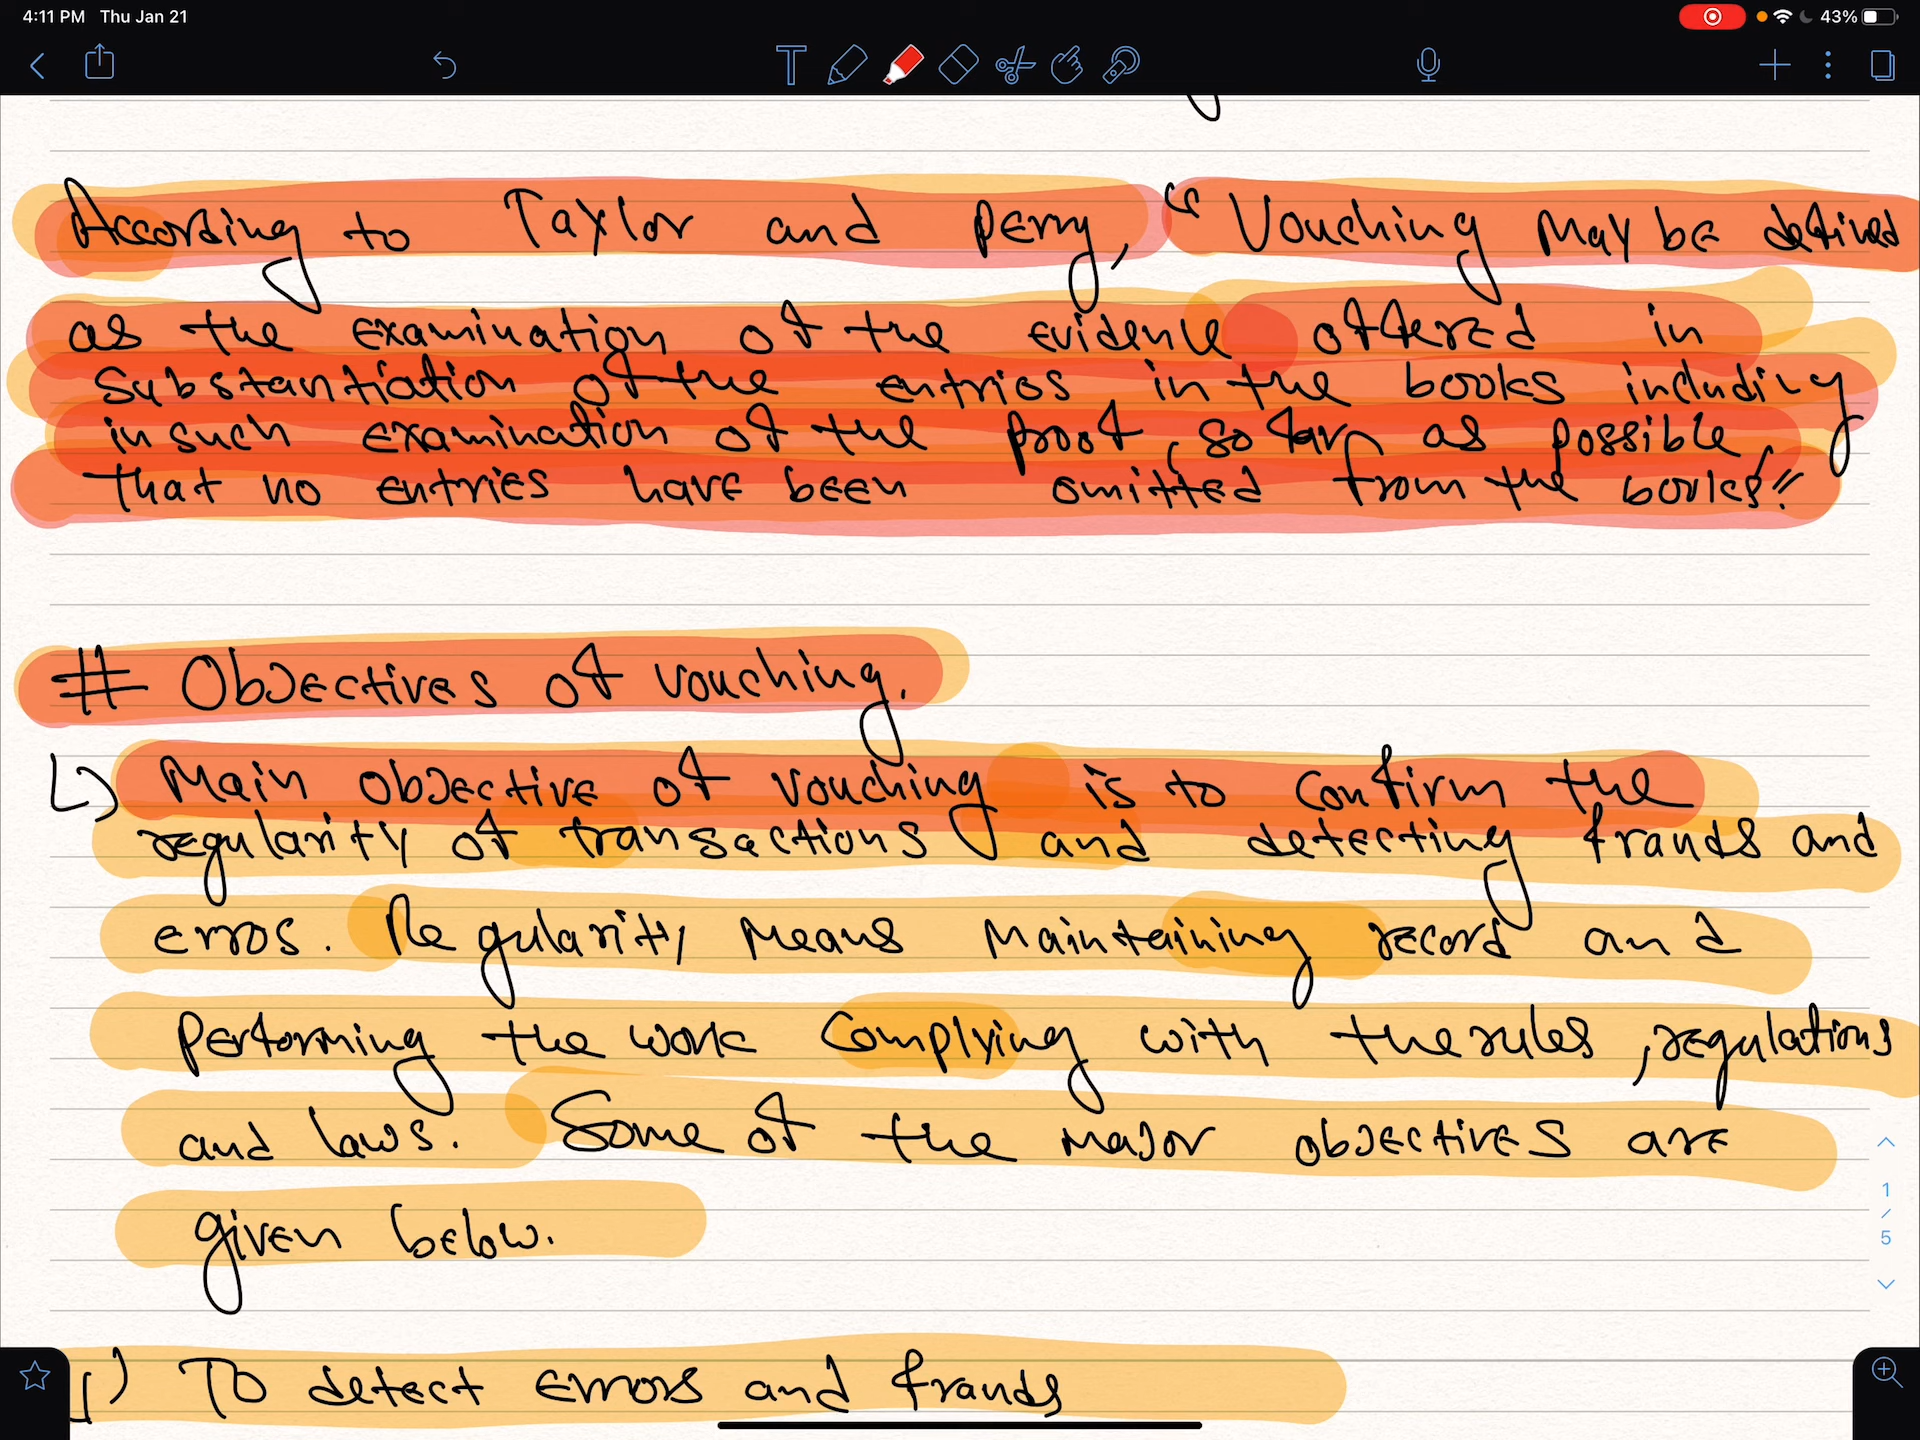 4:11 PM Thu Jan 21
43%
According to Taylor and Perry, “Vouching may be defined
as the examination of the evidence offered in
substantiation of the entries in the books including
in such examination of the proof, so far as possible,
that no entries have been omitted from the books.”
# Objectives of vouching.
Main objective of vouching is to confirm the
regularity of transactions and detecting frauds and
erros. Regularity means maintaining record and
performing the work complying with the rules, regulations
and laws. Some of the major objectives are
given below.
1
/
5
1) To detect errors and frauds